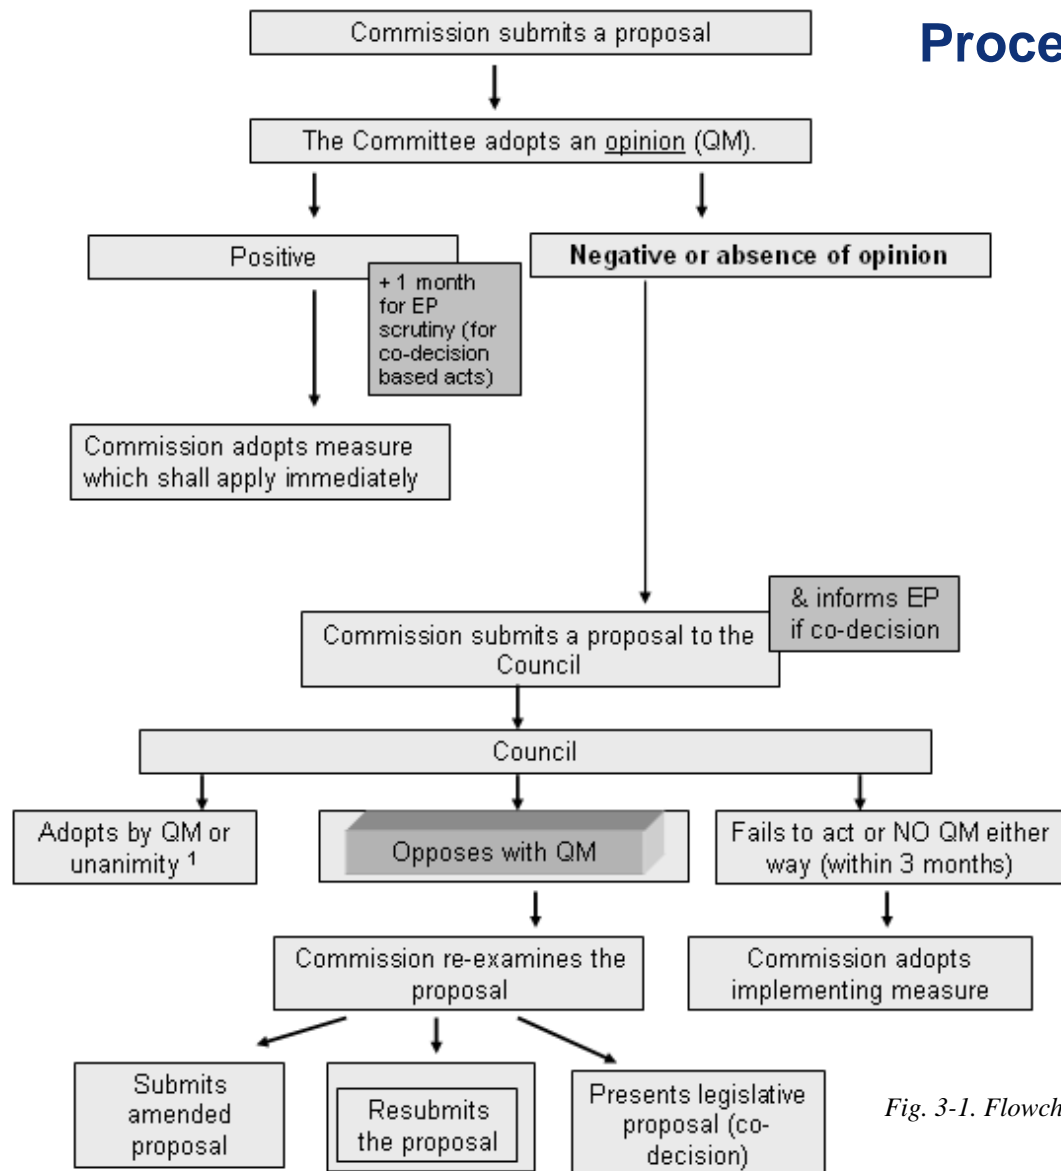 Commission submits a proposal
Proce
The Committee adopts an opinion (QM).
Positive
Negative or absence of opinion
+ 1 month
for EP
scrutiny (for
co-decision
based acts)
Commission adopts measure
which shall apply immediately
& informs EP
if co-decision
Commission submits a proposal to the
Council
Council
Adopts by QM or
unanimity 1
Opposes with QM
Fails to act or NO QM either
way (within 3 months)
Commission re-examines the
proposal
Commission adopts
implementing measure
Submits
amended
proposal
Resubmits
the proposal
Presents legislative
proposal (co-
decision)
Fig. 3-1. Flowch